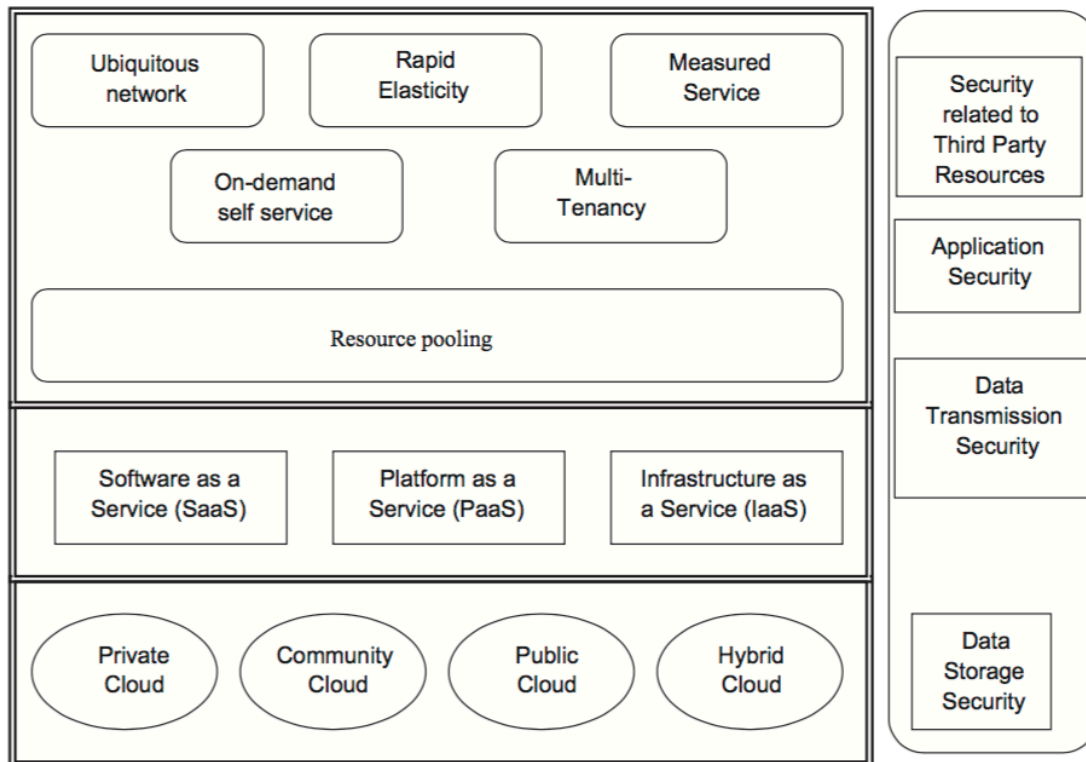 Ubiquitous
network
Rapid
Elasticity
Measured
Service
On-demand
self service
Multi-
Tenancy
Resource pooling
Software as a
Service (SaaS)
Platform as a
Service (PaaS)
Infrastructure as
a Service (IaaS)
Private
Cloud
Community
Cloud
Public
Cloud
Hybrid
Cloud
Security
related to
Third Party
Resources
Application
Security
Data
Transmission
Security
Data
Storage
Security